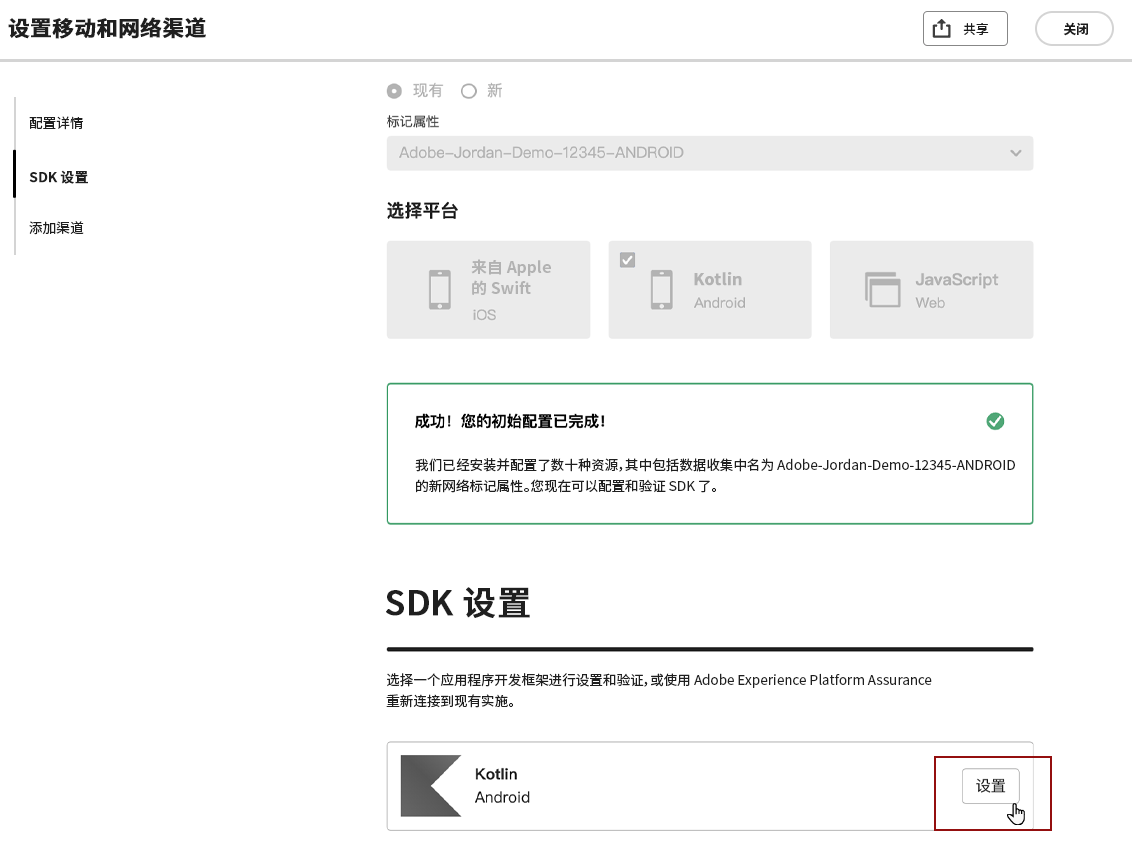 设置移动和网络渠道
共享
关闭
配置详情
SDK 设置
添加渠道
现有
新
标记属性
Adobe-Jordan-Demo-12345-ANDROID
选择平台
来自 Apple
的 Swift
iOS
Kotlin
Android
JavaScript
Web
成功！您的初始配置已完成！
我们已经安装并配置了数十种资源，其中包括数据收集中名为 Adobe-Jordan-Demo-12345-ANDROID
的新网络标记属性。您现在可以配置和验证 SDK 了。
SDK 设置
选择一个应用程序开发框架进行设置和验证，或使用 Adobe Experience Platform Assurance
重新连接到现有实施。
Kotlin
Android
设置